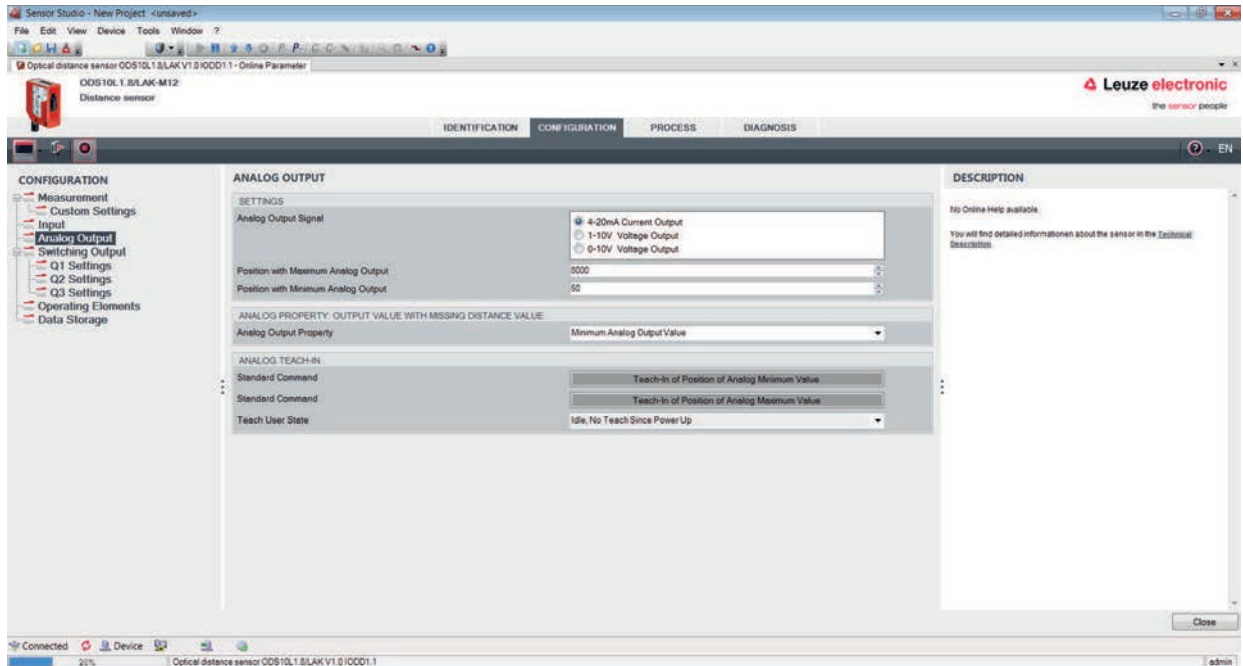 Sensor Studio - New Project <unsaved>
File Edit View Device Tools Window ?
Optical distance sensor ODS10L1.8/LAK V1.0 IODD1.1 - Online Parameter
ODS10L1.8/LAK-M12
Distance sensor
Leuze electronic
the sensor people
IDENTIFICATION CONFIGURATION PROCESS DIAGNOSIS
EN
CONFIGURATION
Measurement
Custom Settings
Input
Analog Output
Switching Output
Q1 Settings
Q2 Settings
Q3 Settings
Operating Elements
Data Storage
ANALOG OUTPUT
SETTINGS
Analog Output Signal
4-20mA Current Output
1-10V Voltage Output
0-10V Voltage Output
Position with Maximum Analog Output 8000
Position with Minimum Analog Output 50
ANALOG PROPERTY: OUTPUT VALUE WITH MISSING DISTANCE VALUE
Analog Output Property Minimum Analog Output Value
ANALOG TEACH-IN
Standard Command Teach-In of Position of Analog Minimum Value
Standard Command Teach-In of Position of Analog Maximum Value
Teach User State Idle, No Teach Since Power Up
DESCRIPTION
No Online Help available.
You will find detailed informationen about the sensor in the Technical
Description.
Close
Connected Device
20%
Optical distance sensor ODS10L1.8/LAK V1.0 IODD1.1
admin